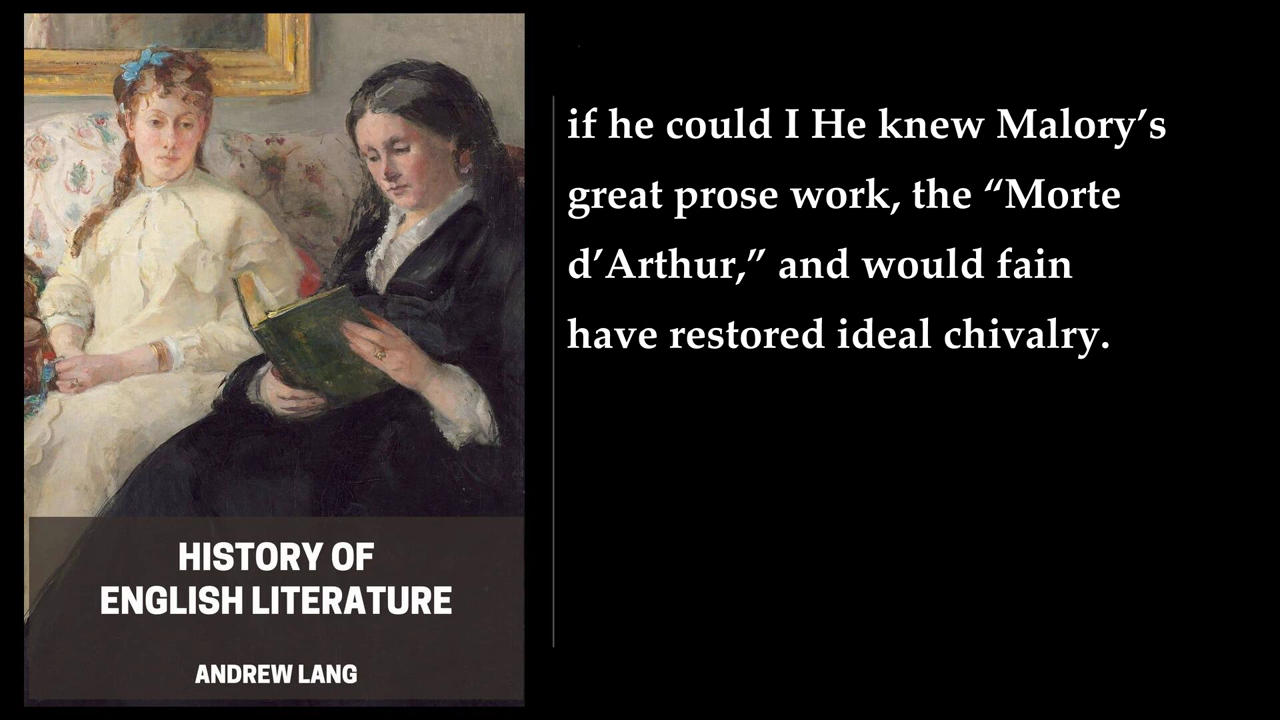 if he could I He knew Malory’s
great prose work, the “Morte
d’Arthur,” and would fain
have restored ideal chivalry.
HISTORY OF
ENGLISH LITERATURE
ANDREW LANG